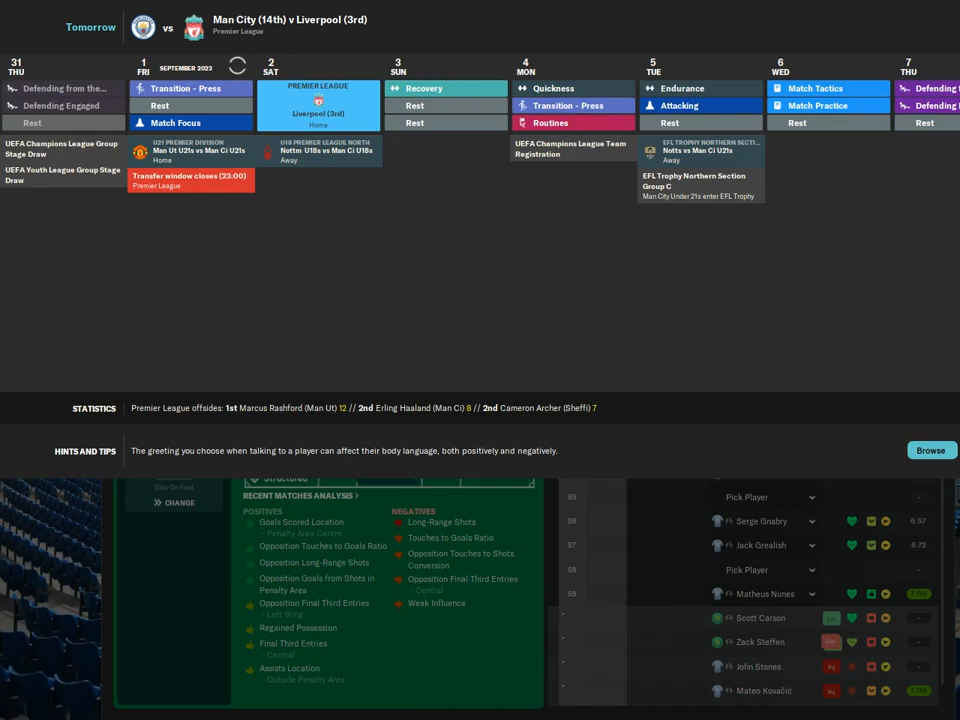 Tomorrow
vs
Man City (14th) v Liverpool (3rd)
Premier League
31
THU
1
FRI
SEPTEMBER 2023
2
SAT
3
SUN
4
MON
5
TUE
6
WED
7
THU
Defending from the...
Defending Engaged
Rest
Transition - Press
Rest
Match Focus
PREMIER LEAGUE
Liverpool (3rd)
Home
Recovery
Rest
Rest
Quickness
Transition - Press
Routines
Endurance
Attacking
Rest
Match Tactics
Match Practice
Rest
Defending
Defending
Rest
UEFA Champions League Group
Stage Draw
UEFA Youth League Group Stage
Draw
U21 PREMIER DIVISION
Man Ut U21s vs Man Ci U21s
Home
Transfer window closes (23:00)
Premier League
U18 PREMIER LEAGUE NORTH
Nottm U18s vs Man Ci U18s
Away
UEFA Champions League Team
Registration
EFL TROPHY NORTHERN SECTI...
Notts vs Man Ci U21s
Away
EFL Trophy Northern Section
Group C
Man City Under 21s enter EFL Trophy
STATISTICS
Premier League offsides: 1st Marcus Rashford (Man Ut) 12 // 2nd Erling Haaland (Man Ci) 8 // 2nd Cameron Archer (Sheffi) 7
HINTS AND TIPS
The greeting you choose when talking to a player can affect their body language, both positively and negatively.
Browse
Stay On Feet
CHANGE
Structured
RECENT MATCHES ANALYSIS >
POSITIVES
Goals Scored Location
- Penalty Area Centre
Opposition Touches to Goals Ratio
Opposition Long-Range Shots
Opposition Goals from Shots in
Penalty Area
Opposition Final Third Entries
- Left Wing
Regained Possession
Final Third Entries
- Central
Assists Location
- Outside Penalty Area
NEGATIVES
Long-Range Shots
Touches to Goals Ratio
Opposition Touches to Shots
Conversion
Opposition Final Third Entries
- Central
Weak Influence
S5
Pick Player
-
S6
Serge Gnabry
6.57
S7
Jack Grealish
6.72
S8
Pick Player
-
S9
Matheus Nunes
7.00
-
Scott Carson
-
-
Zack Steffen
Unr
-
-
John Stones
Inj
-
-
Mateo Kovačić
Inj
7.00